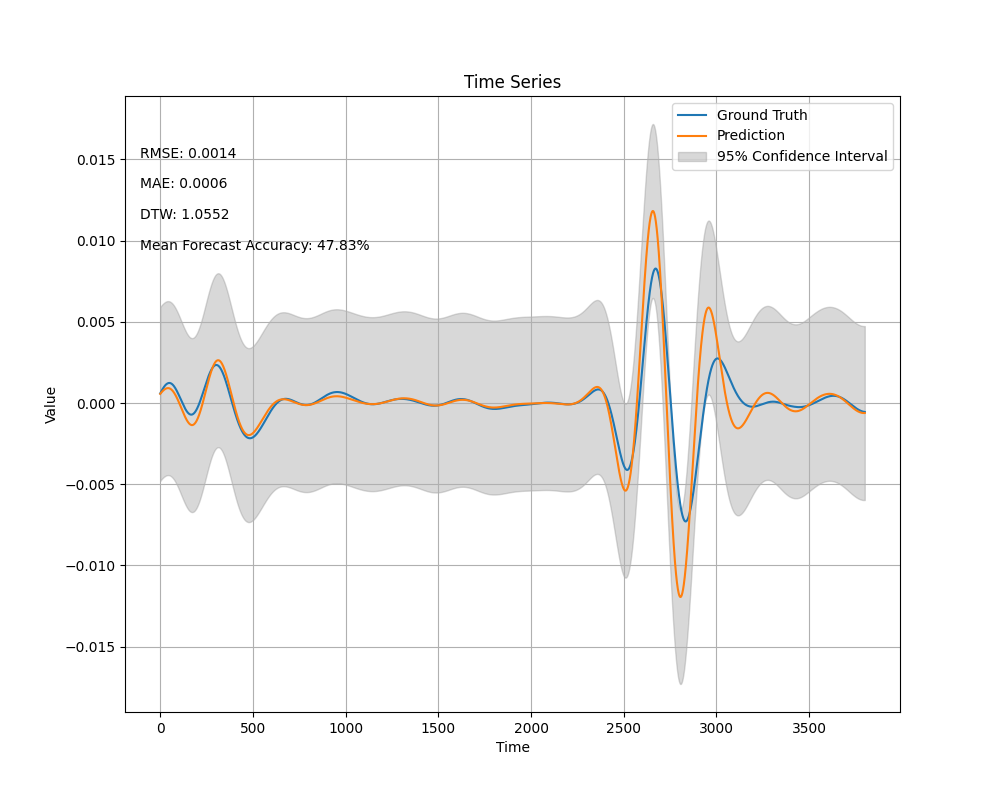 Time Series
Ground Truth
Prediction
95% Confidence Interval
RMSE: 0.0014
MAE: 0.0006
DTW: 1.0552
Mean Forecast Accuracy: 47.83%
Value
0.015
0.010
0.005
0.000
−0.005
−0.010
−0.015
0 500 1000 1500 2000 2500 3000 3500
Time